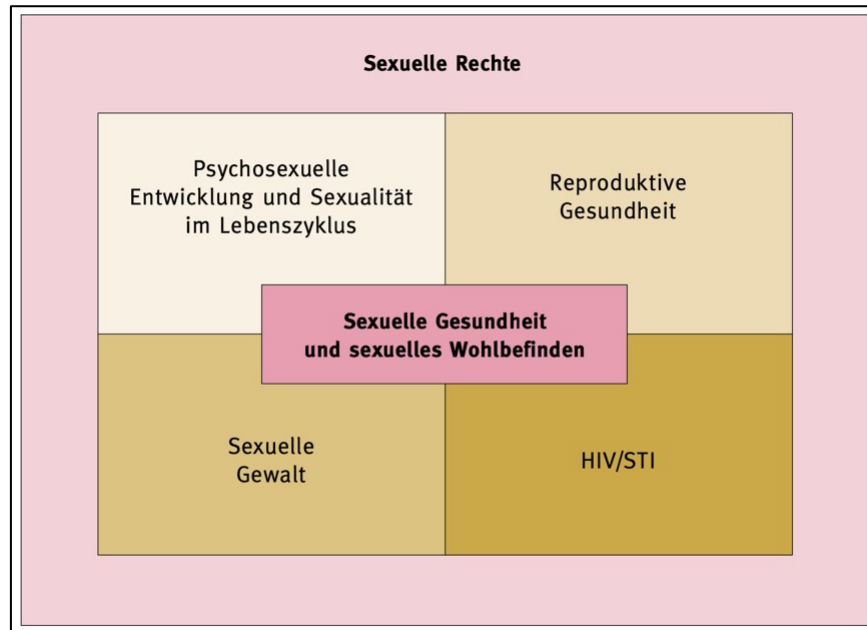 Sexuelle Rechte
Psychosexuelle
Entwicklung und Sexualität
im Lebenszyklus
Reproduktive
Gesundheit
Sexuelle Gesundheit
und sexuelles Wohlbefinden
Sexuelle
Gewalt
HIV/STI